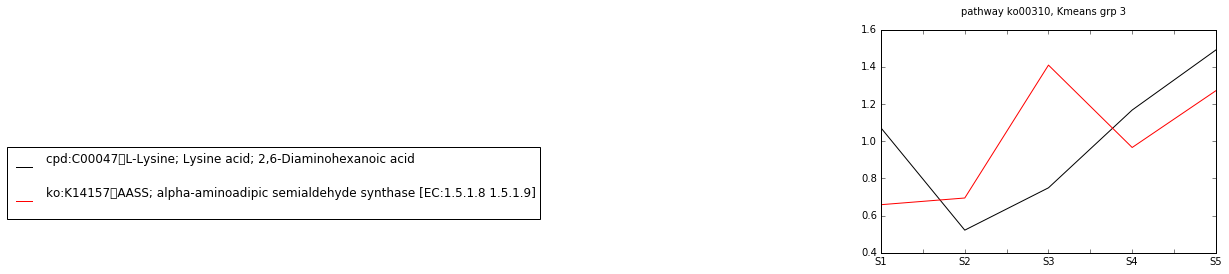 pathway ko00310, Kmeans grp 3
1.6
1.4
1.2
1.0
0.8
0.6
0.4
S1 S2 S3 S4 S5
cpd:C00047 L-Lysine; Lysine acid; 2,6-Diaminohexanoic acid
ko:K14157 AASS; alpha-aminoadipic semialdehyde synthase [EC:1.5.1.8 1.5.1.9]